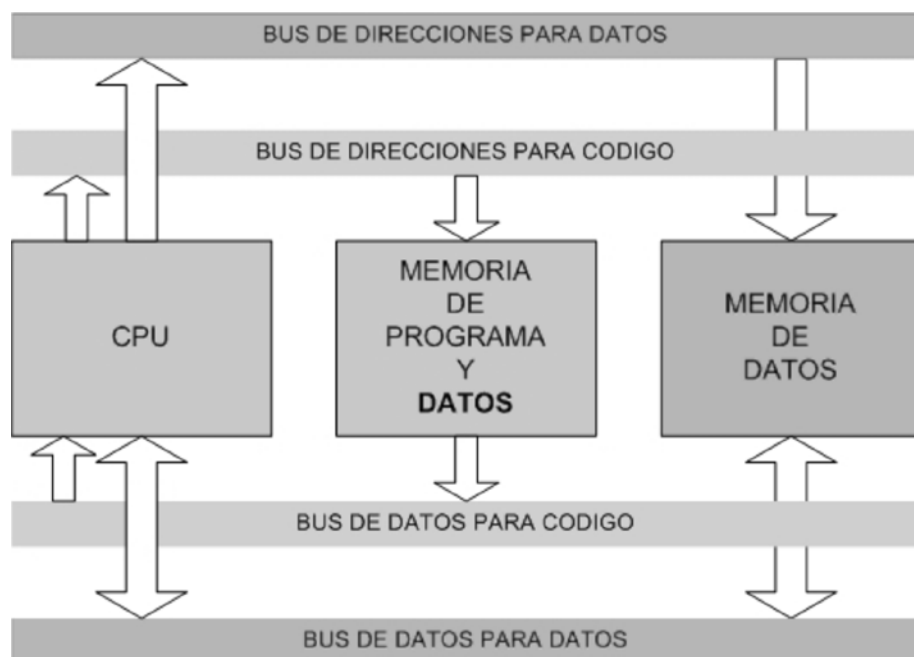 BUS DE DIRECCIONES PARA DATOS
BUS DE DIRECCIONES PARA CODIGO
CPU
MEMORIA
DE
PROGRAMA
Y
DATOS
MEMORIA
DE
DATOS
BUS DE DATOS PARA CODIGO
BUS DE DATOS PARA DATOS